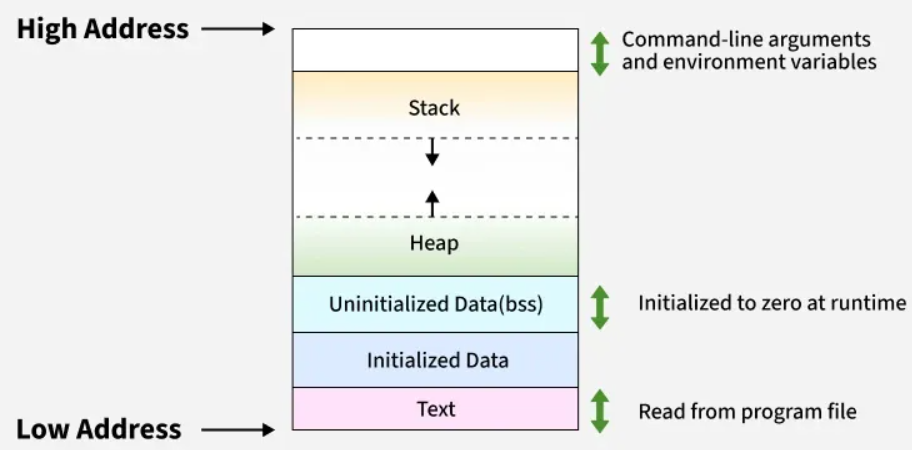 High Address
Command-line arguments
and environment variables
Stack
Heap
Uninitialized Data(bss)
Initialized to zero at runtime
Initialized Data
Text
Read from program file
Low Address